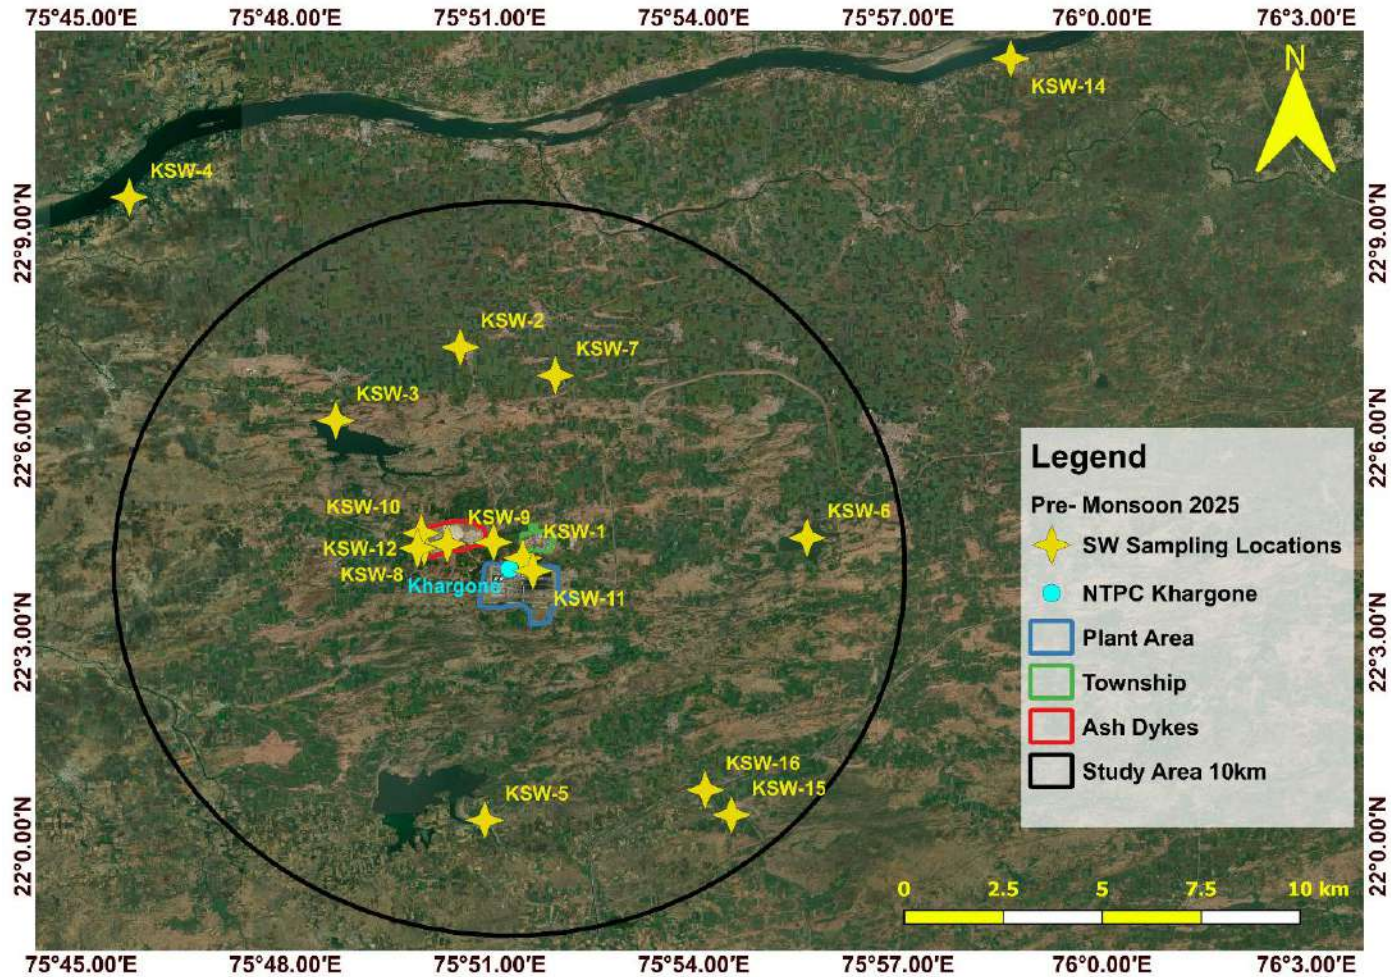 75°45.00'E 75°48.00'E 75°51.00'E 75°54.00'E 75°57.00'E 76°0.00'E 76°3.00'E
N
KSW-14
KSW-4
22°9.00'N
22°9.00'N
KSW-2
KSW-7
KSW-3
22°6.00'N
22°6.00'N
KSW-10
KSW-9
KSW-1
KSW-6
KSW-12
KSW-8
Khargone
KSW-11
22°3.00'N
22°3.00'N
KSW-16
KSW-15
KSW-5
22°0.00'N
22°0.00'N
Legend
Pre- Monsoon 2025
SW Sampling Locations
NTPC Khargone
Plant Area
Township
Ash Dykes
Study Area 10km
0 2.5 5 7.5 10 km
75°45.00'E 75°48.00'E 75°51.00'E 75°54.00'E 75°57.00'E 76°0.00'E 76°3.00'E